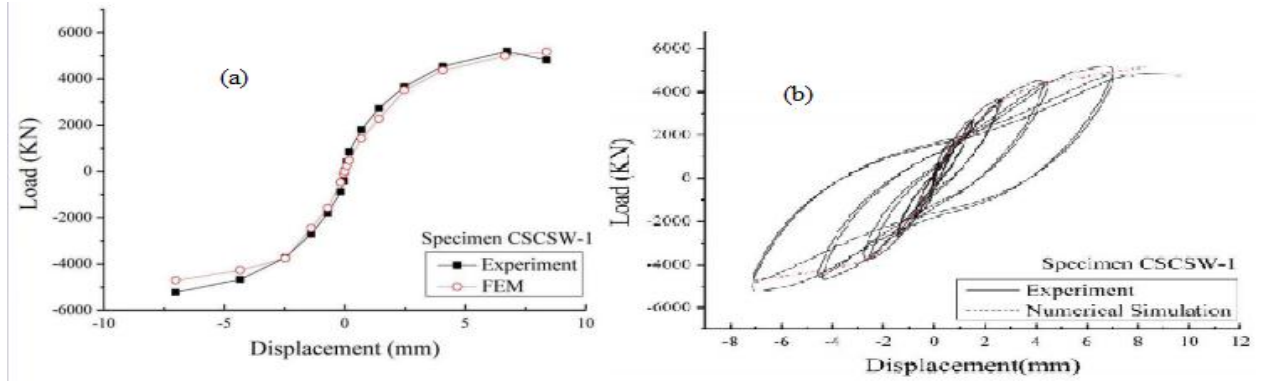 (a)
Load (KN)
6000
4000
2000
0
-2000
-4000
-6000
-10
-5
0
5
10
Displacement (mm)
Specimen CSCSW-1
Experiment
FEM
(b)
Load (KN)
6000
4000
2000
0
-2000
-4000
-6000
-8
-6
-4
-2
0
2
4
6
8
10
12
Displacement(mm)
Specimen CSCSW-1
Experiment
Numerical Simulation